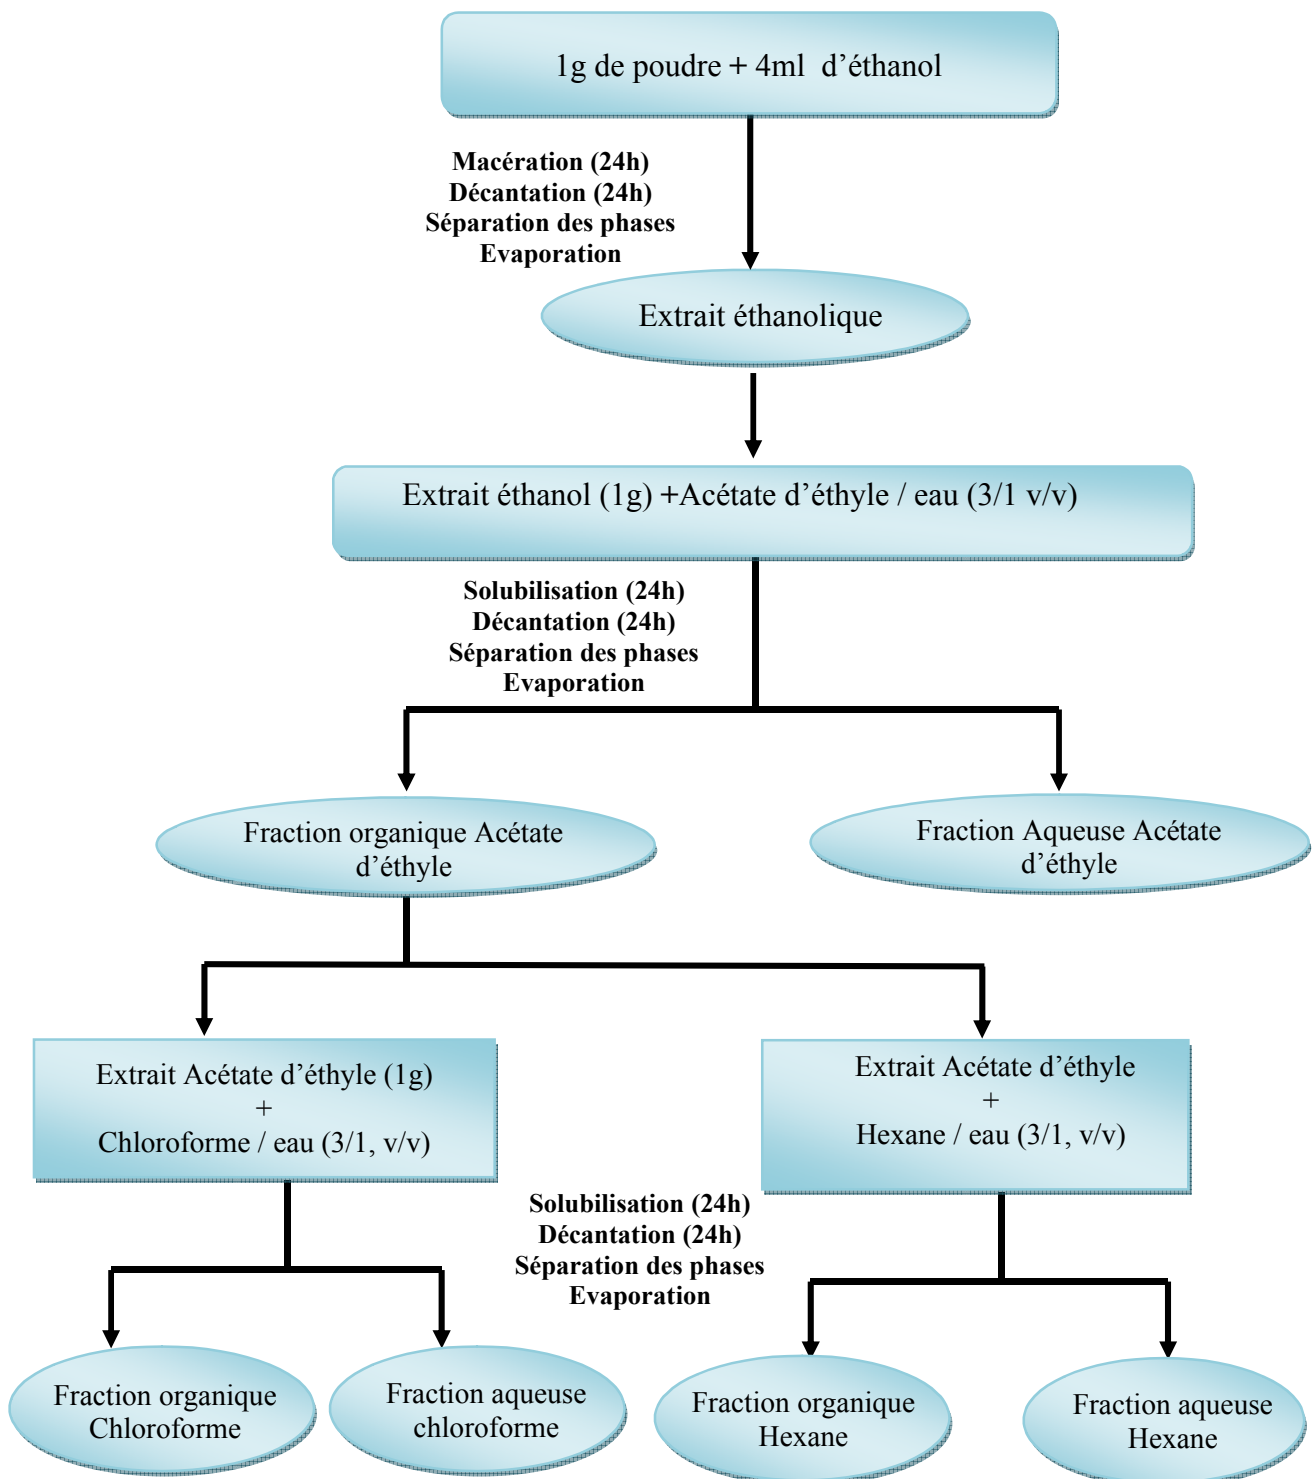 1g de poudre + 4ml d’éthanol
Macération (24h)
Décantation (24h)
Séparation des phases
Evaporation
Extrait éthanolique
Extrait éthanol (1g) +Acétate d’éthyle / eau (3/1 v/v)
Solubilisation (24h)
Décantation (24h)
Séparation des phases
Evaporation
Fraction organique Acétate
d’éthyle
Fraction Aqueuse Acétate
d’éthyle
Extrait Acétate d’éthyle (1g)
+
Chloroforme / eau (3/1, v/v)
Extrait Acétate d’éthyle
+
Hexane / eau (3/1, v/v)
Solubilisation (24h)
Décantation (24h)
Séparation des phases
Evaporation
Fraction organique
Chloroforme
Fraction aqueuse
chloroforme
Fraction organique
Hexane
Fraction aqueuse
Hexane